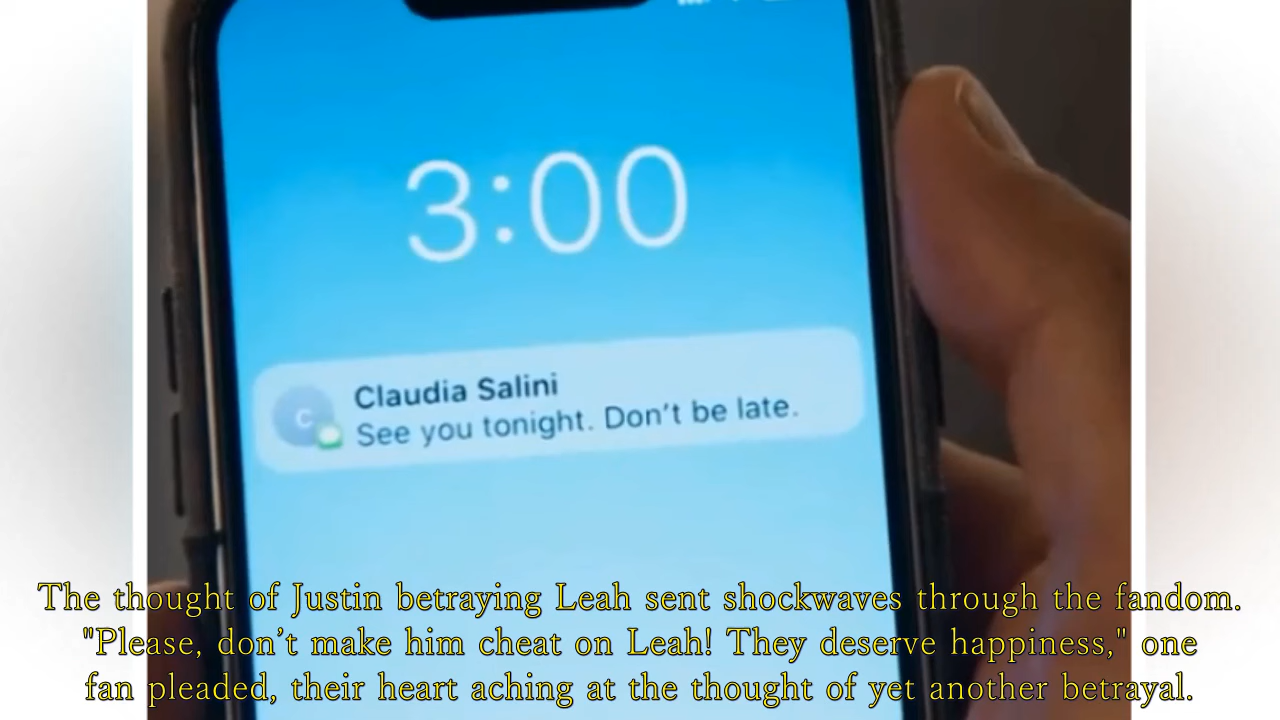 3:00
C
Claudia Salini
See you tonight. Don't be late.
The thought of Justin betraying Leah sent shockwaves through the fandom.
"Please, don’t make him cheat on Leah! They deserve happiness," one
fan pleaded, their heart aching at the thought of yet another betrayal.